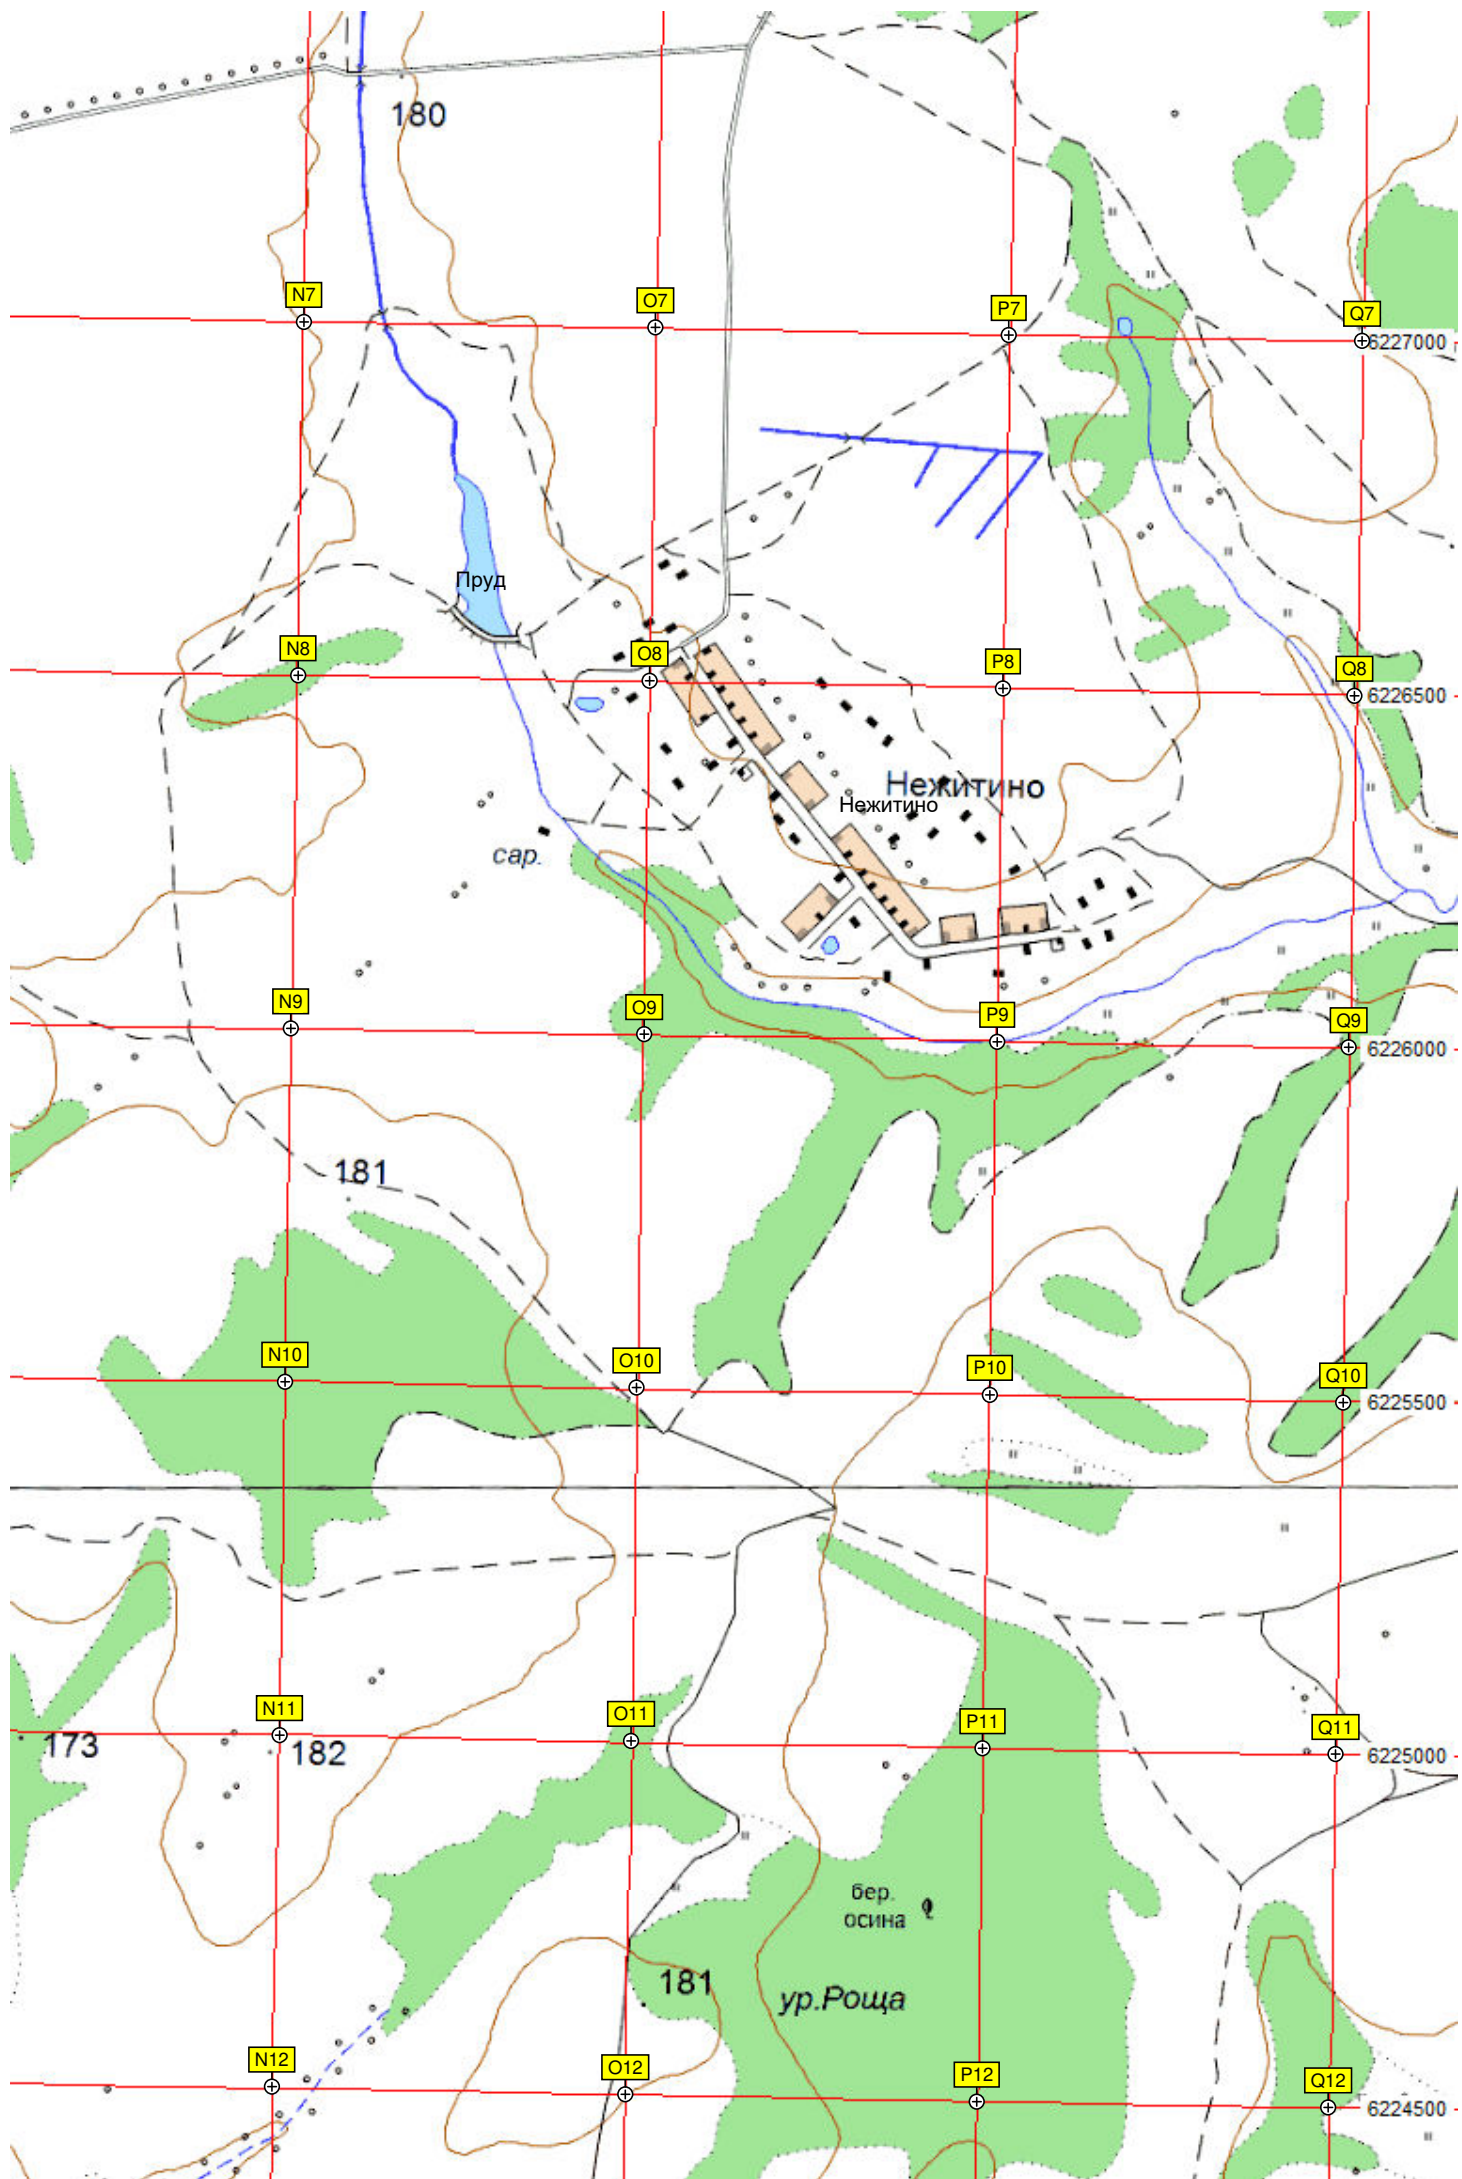 180
N7
O7
P7
Q7
6227000
Пруд
N8
O8
P8
Q8
6226500
Нежитино
Нежитино
сар.
N9
O9
P9
Q9
6226000
181
N10
O10
P10
Q10
6225500
N11
O11
P11
Q11
173
182
6225000
бер.
осина
181
ур.Роща
N12
O12
P12
Q12
6224500